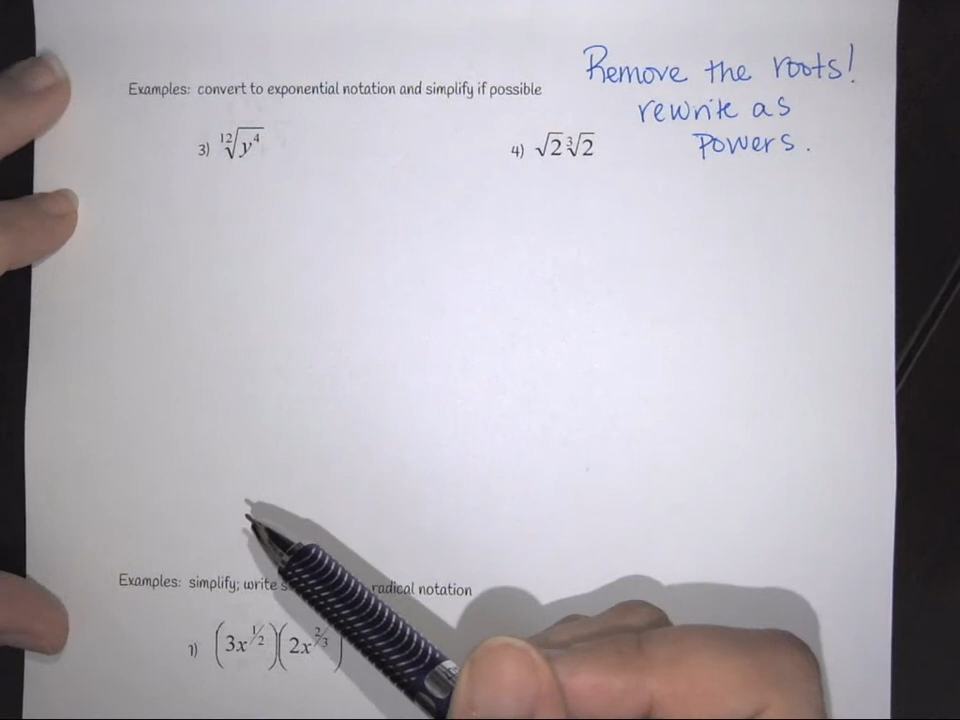 Remove the roots!
rewrite as
powers.
Examples: convert to exponential notation and simplify if possible
3) ¹²√y⁴
4) √2∛2
Examples: simplify; write radical notation
1) (3x^1/2)(2x^2/3)